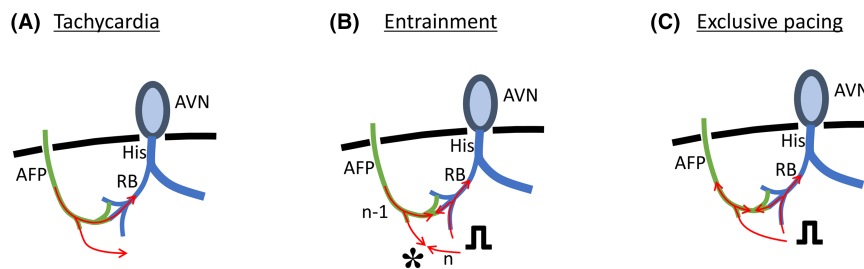 (A) Tachycardia
AVN
His
AFP
RB
(B) Entrainment
AVN
His
AFP
RB
n-1
*
n
(C) Exclusive pacing
AVN
His
AFP
RB